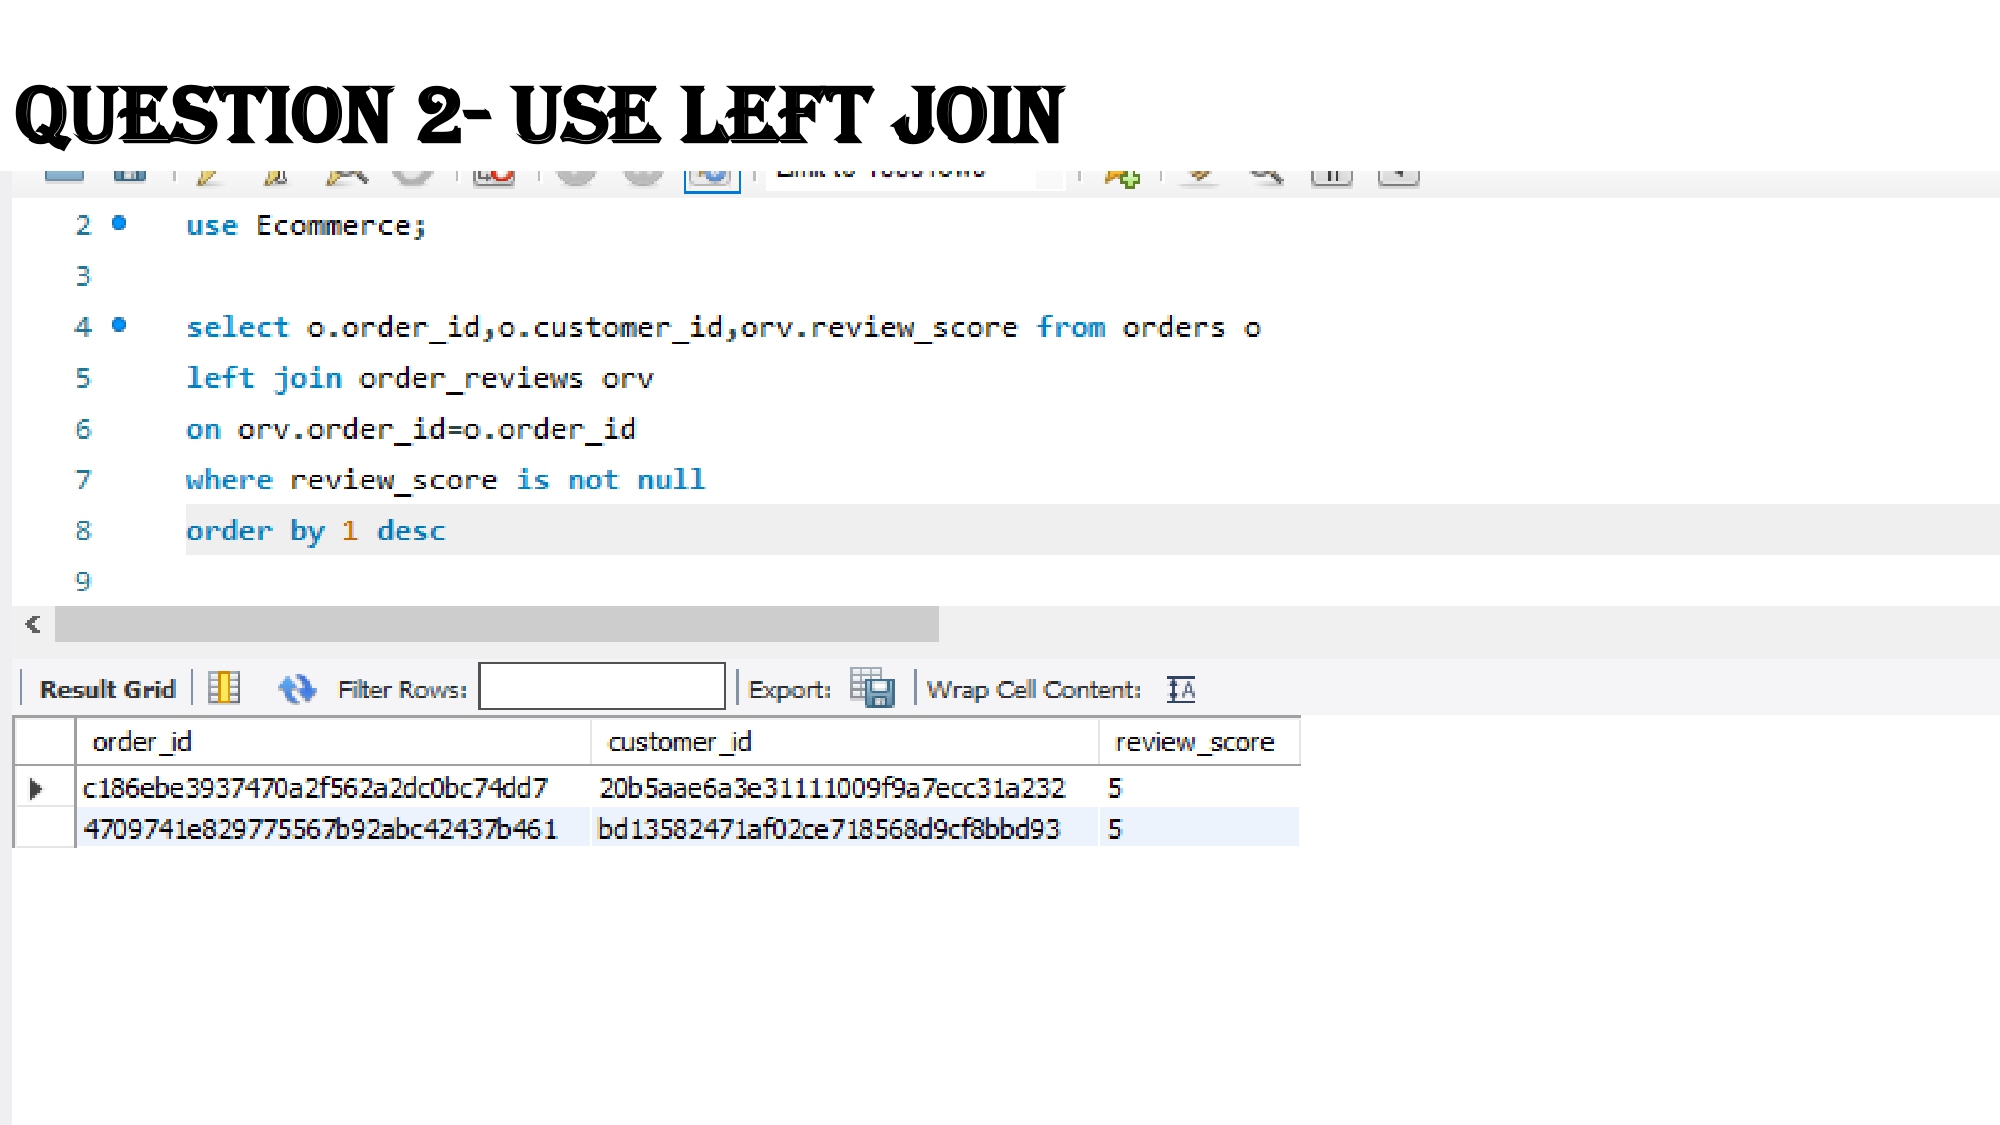 QUESTION 2- USE LEFT JOIN
2 use Ecommerce;
3
4 select o.order_id,o.customer_id,orv.review_score from orders o
5 left join order_reviews orv
6 on orv.order_id=o.order_id
7 where review_score is not null
8 order by 1 desc
9
Result Grid Filter Rows: Export: Wrap Cell Content:
order_id customer_id review_score
c186ebe3937470a2f562a2dc0bc74dd7 20b5aae6a3e31111009f9a7ecc31a232 5
4709741e829775567b92abc42437b461 bd13582471af02ce718568d9cf8bbd93 5